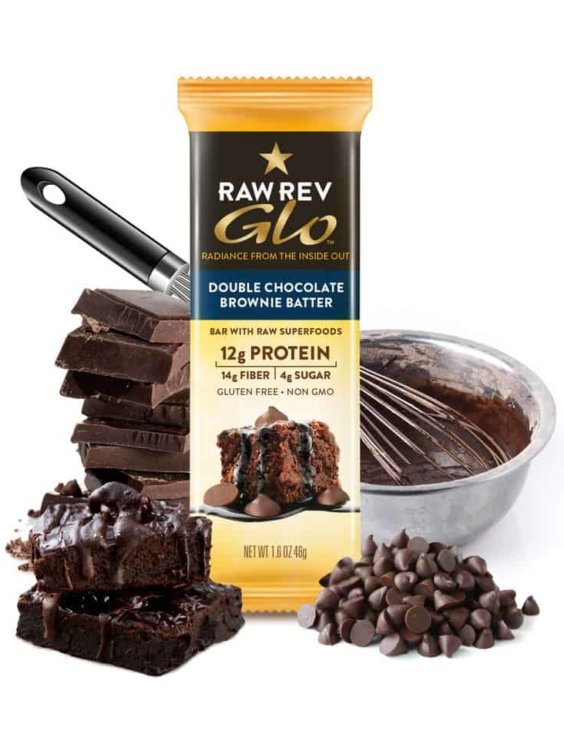 RAW REV
Glo™
RADIANCE FROM THE INSIDE OUT
DOUBLE CHOCOLATE
BROWNIE BATTER
BAR WITH RAW SUPERFOODS
12g PROTEIN
14g FIBER | 4g SUGAR
GLUTEN FREE • NON GMO
NET WT 1.6 OZ 46g